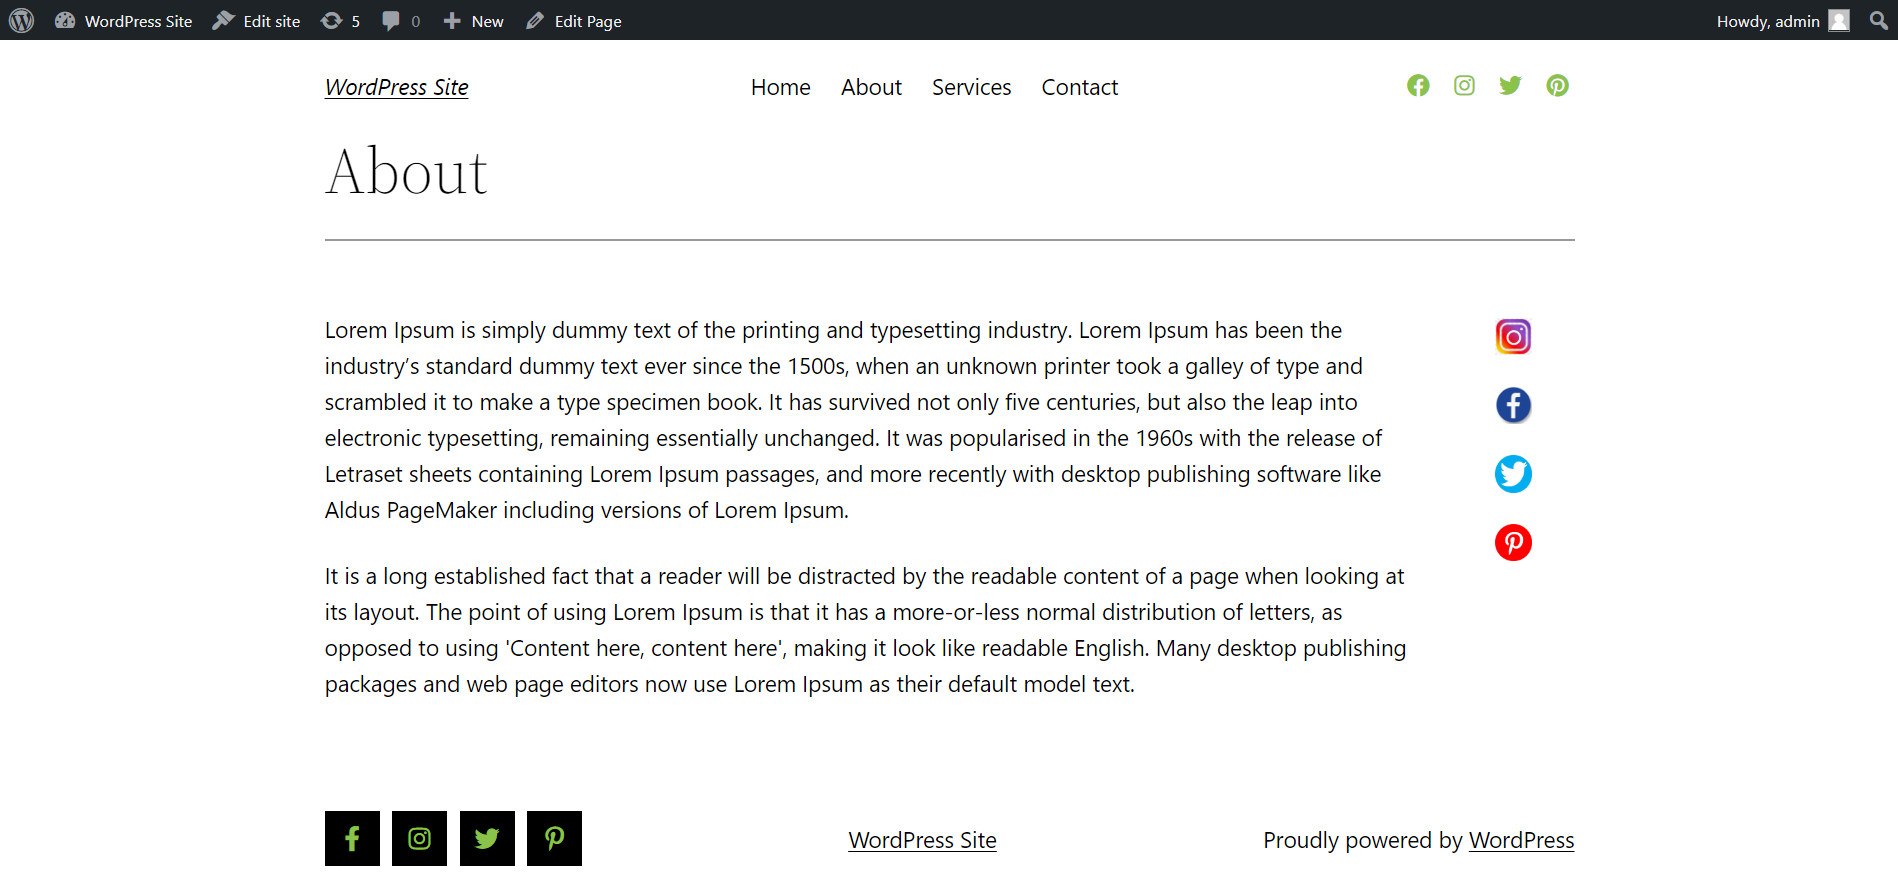 WordPress Site Edit site 5 0 New Edit Page Howdy, admin
WordPress Site Home About Services Contact
About
Lorem Ipsum is simply dummy text of the printing and typesetting industry. Lorem Ipsum has been the
industry’s standard dummy text ever since the 1500s, when an unknown printer took a galley of type and
scrambled it to make a type specimen book. It has survived not only five centuries, but also the leap into
electronic typesetting, remaining essentially unchanged. It was popularised in the 1960s with the release of
Letraset sheets containing Lorem Ipsum passages, and more recently with desktop publishing software like
Aldus PageMaker including versions of Lorem Ipsum.
It is a long established fact that a reader will be distracted by the readable content of a page when looking at
its layout. The point of using Lorem Ipsum is that it has a more-or-less normal distribution of letters, as
opposed to using 'Content here, content here', making it look like readable English. Many desktop publishing
packages and web page editors now use Lorem Ipsum as their default model text.
WordPress Site Proudly powered by WordPress